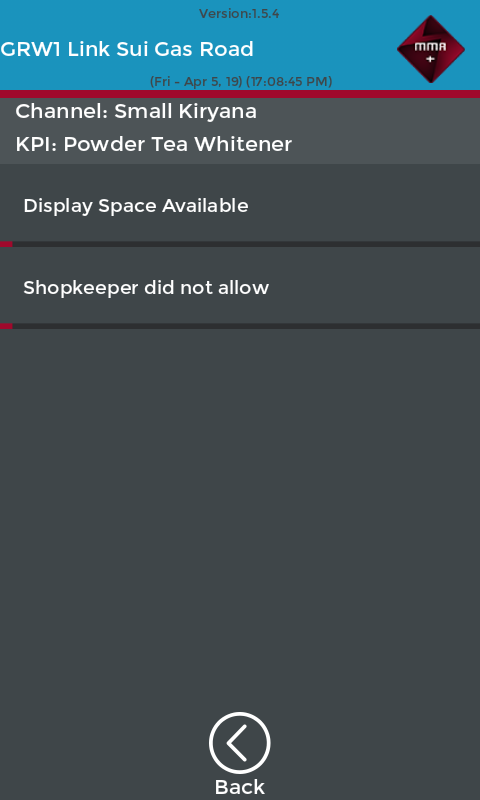 Version:1.5.4
GRW1 Link Sui Gas Road
MMA
+
(Fri - Apr 5, 19) (17:08:45 PM)
Channel: Small Kiryana
KPI: Powder Tea Whitener
Display Space Available
Shopkeeper did not allow
Back